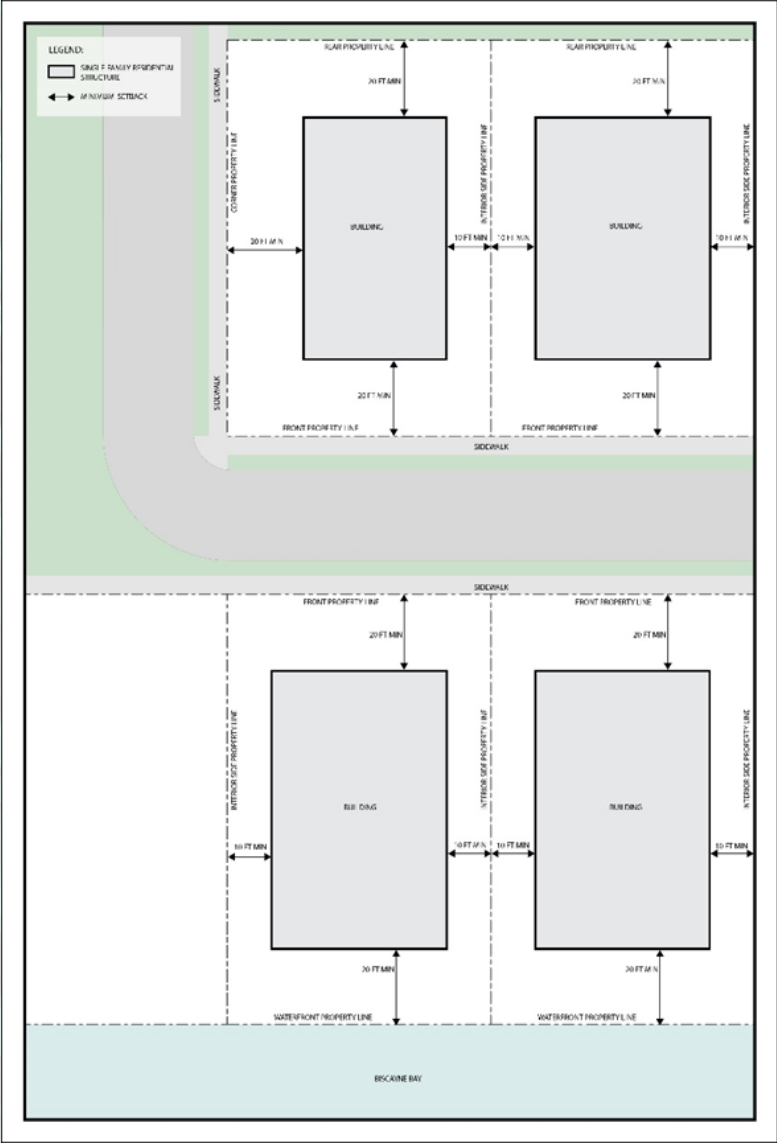 LEGEND:
SINGLE FAMILY RESIDENTIAL
STRUCTURE
MINIMUM SETBACK
SIDEWALK
REAR PROPERTY LINE
REAR PROPERTY LINE
20 FT MIN
20 FT MIN
CORNER PROPERTY LINE
INTERIOR SIDE PROPERTY LINE
INTERIOR SIDE PROPERTY LINE
BUILDING
BUILDING
20 FT MIN
10 FT MIN
10 FT MIN
10 FT MIN
SIDEWALK
20 FT MIN
20 FT MIN
FRONT PROPERTY LINE
FRONT PROPERTY LINE
SIDEWALK
SIDEWALK
FRONT PROPERTY LINE
FRONT PROPERTY LINE
20 FT MIN
20 FT MIN
INTERIOR SIDE PROPERTY LINE
INTERIOR SIDE PROPERTY LINE
INTERIOR SIDE PROPERTY LINE
BUILDING
BUILDING
10 FT MIN
10 FT MIN
10 FT MIN
10 FT MIN
20 FT MIN
20 FT MIN
WATERFRONT PROPERTY LINE
WATERFRONT PROPERTY LINE
BISCAYNE BAY